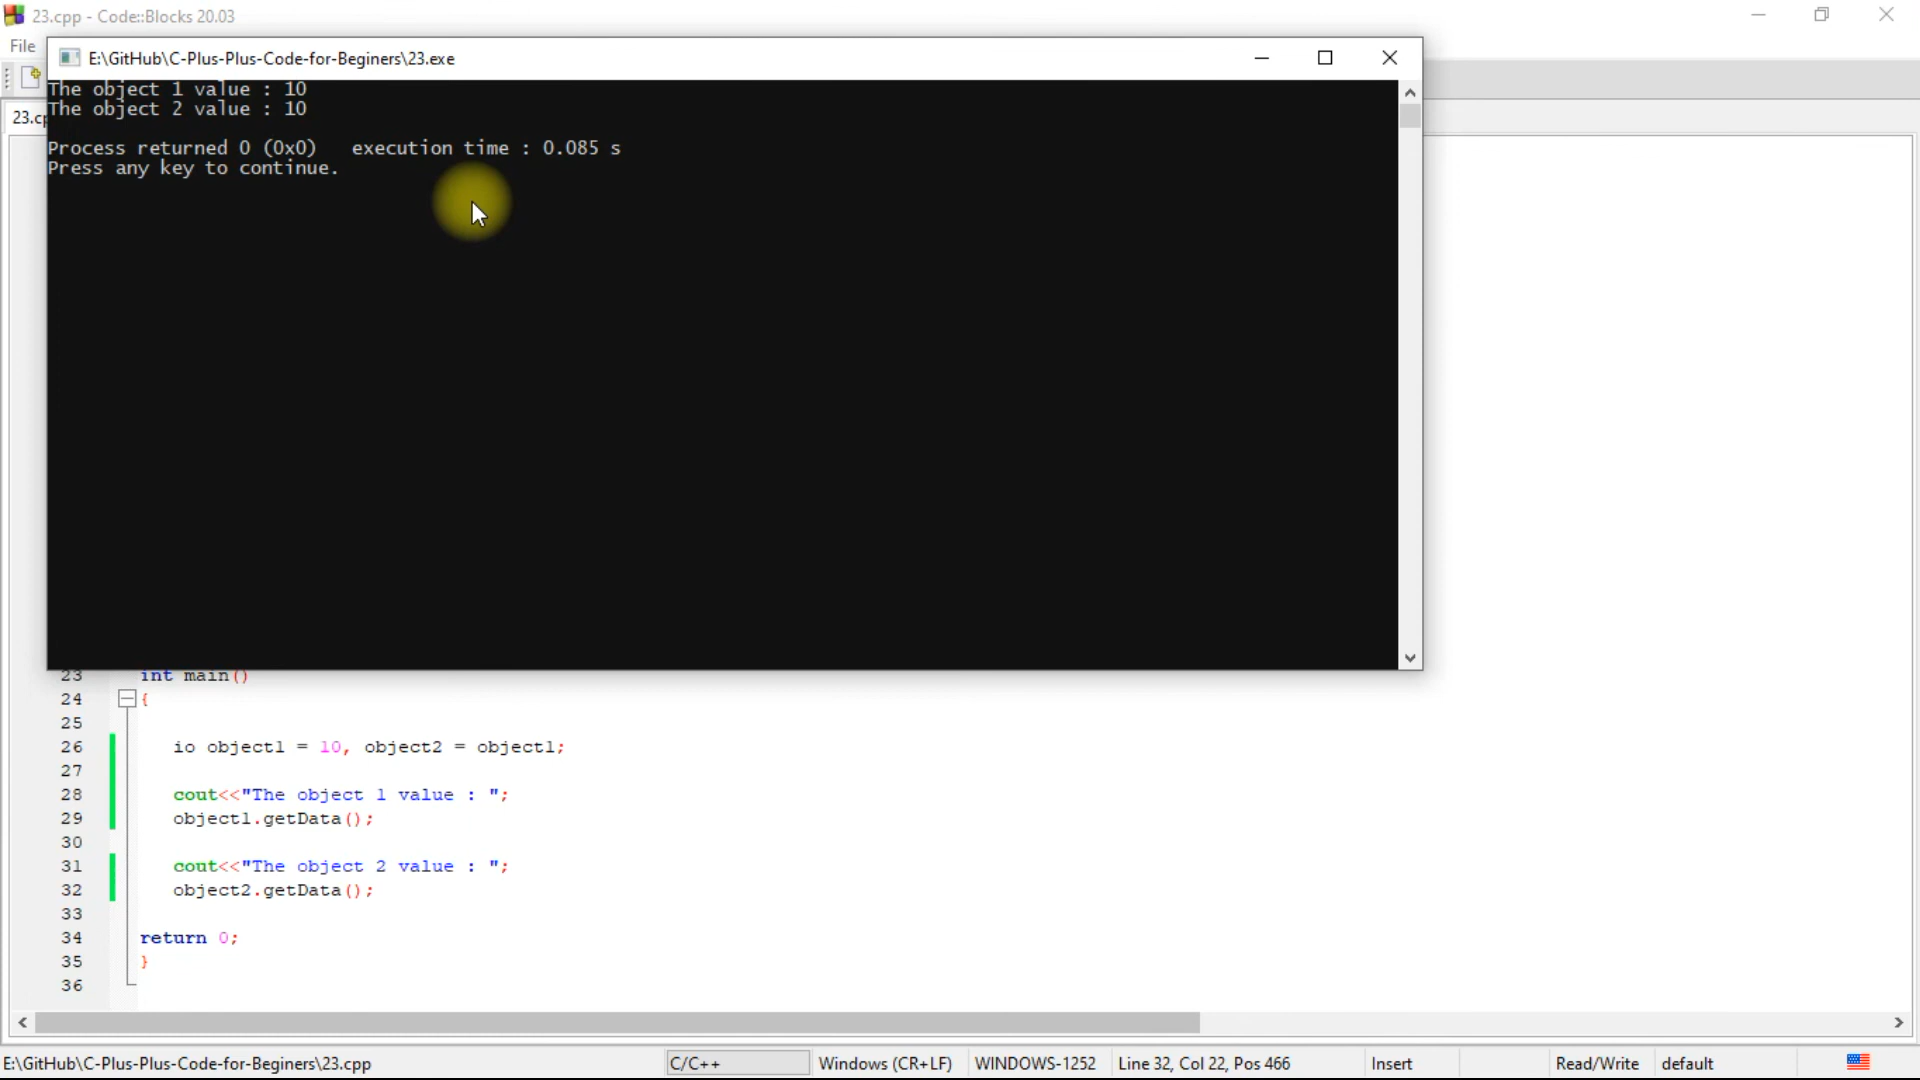 23.cpp - Code::Blocks 20.03
File
E:\GitHub\C-Plus-Plus-Code-for-Beginers\23.exe
The object 1 value : 10
The object 2 value : 10
Process returned 0 (0x0)   execution time : 0.085 s
Press any key to continue.
23 int main()
24 {
25
26 io object1 = 10, object2 = object1;
27
28 cout<<"The object 1 value : ";
29 object1.getData();
30
31 cout<<"The object 2 value : ";
32 object2.getData();
33
34 return 0;
35 }
36
E:\GitHub\C-Plus-Plus-Code-for-Beginers\23.cpp C/C++ Windows (CR+LF) WINDOWS-1252 Line 32, Col 22, Pos 466 Insert Read/Write default